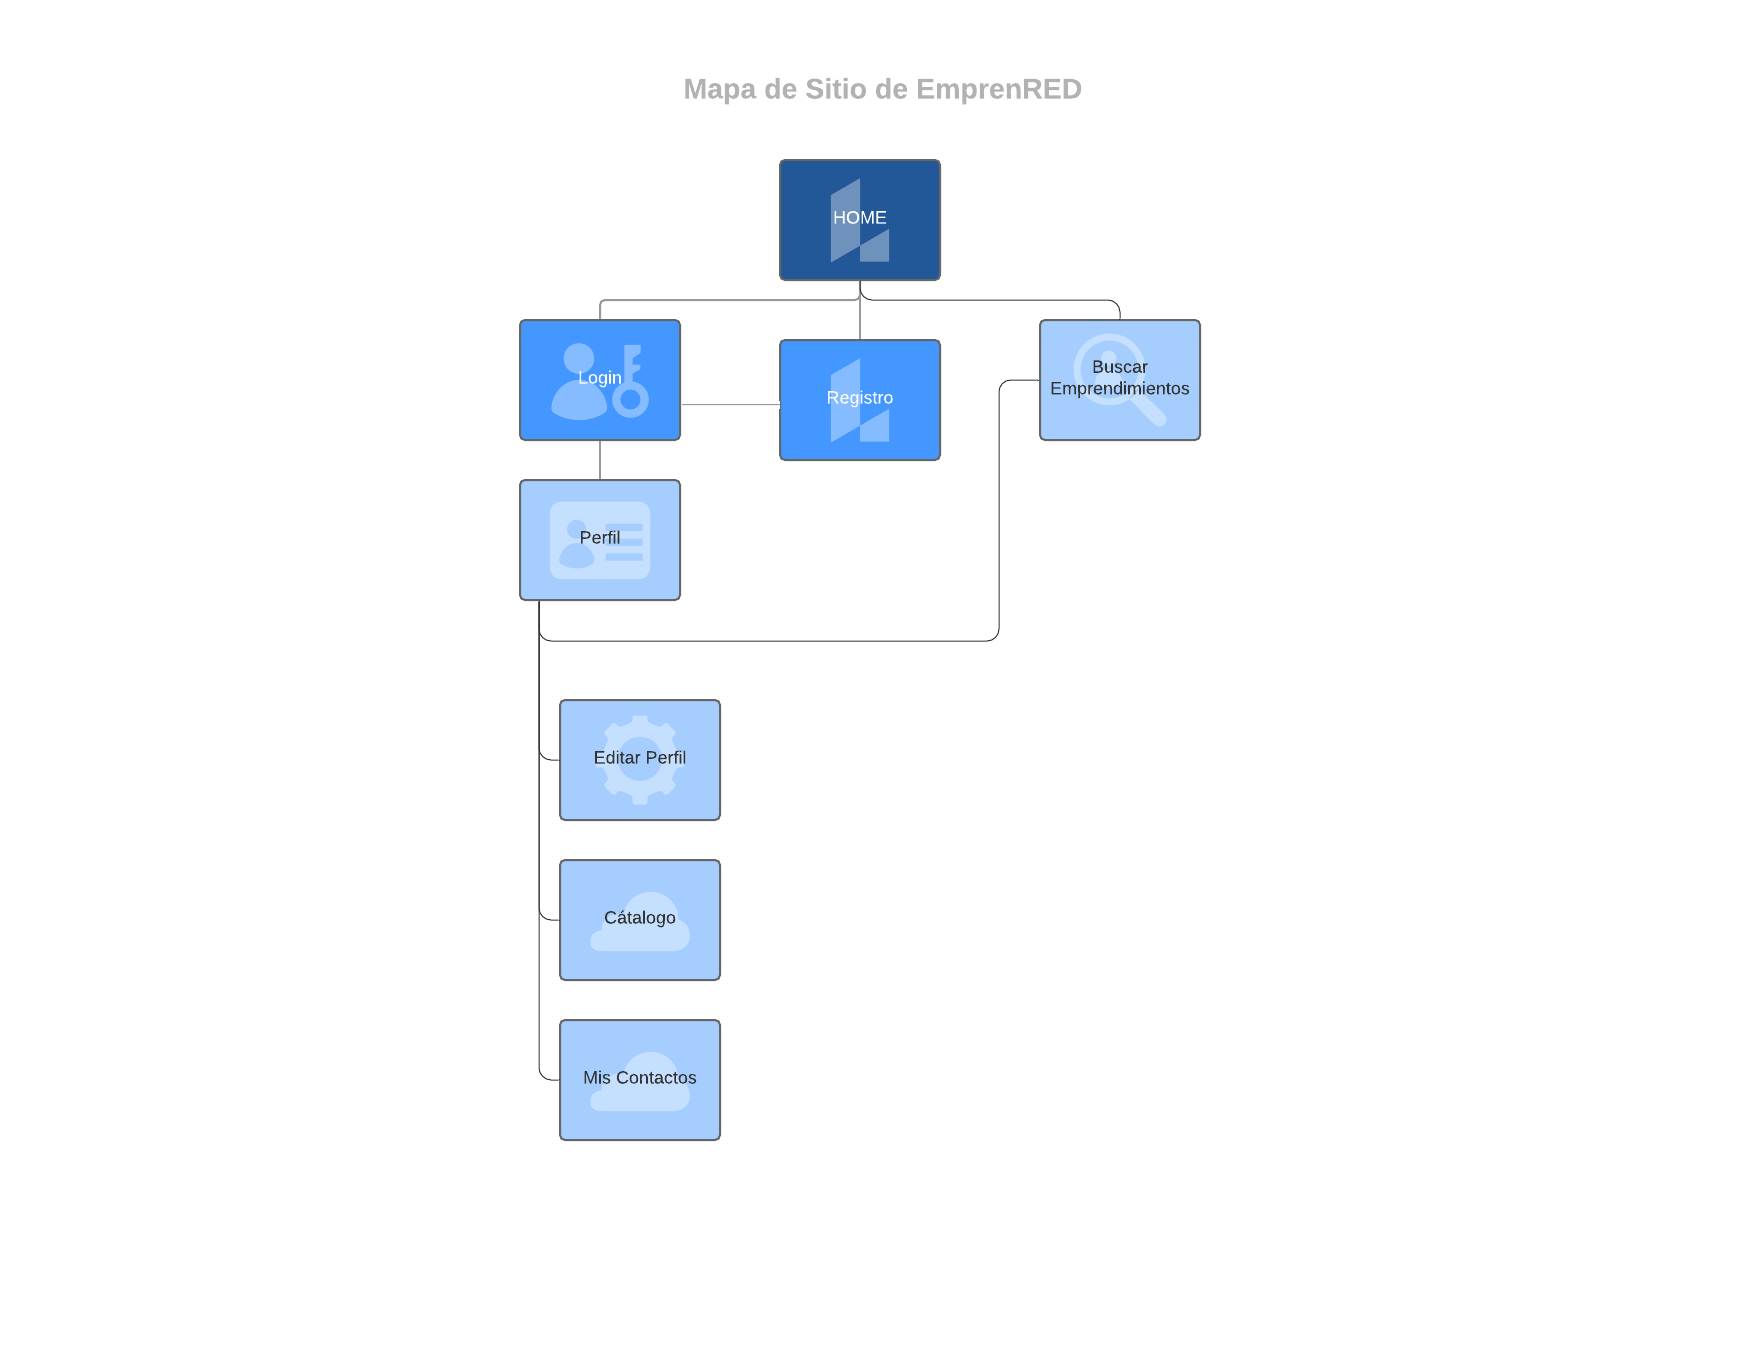 Mapa de Sitio de EmprenRED
HOME
Login
Registro
Buscar
Emprendimientos
Perfil
Editar Perfil
Cátalogo
Mis Contactos